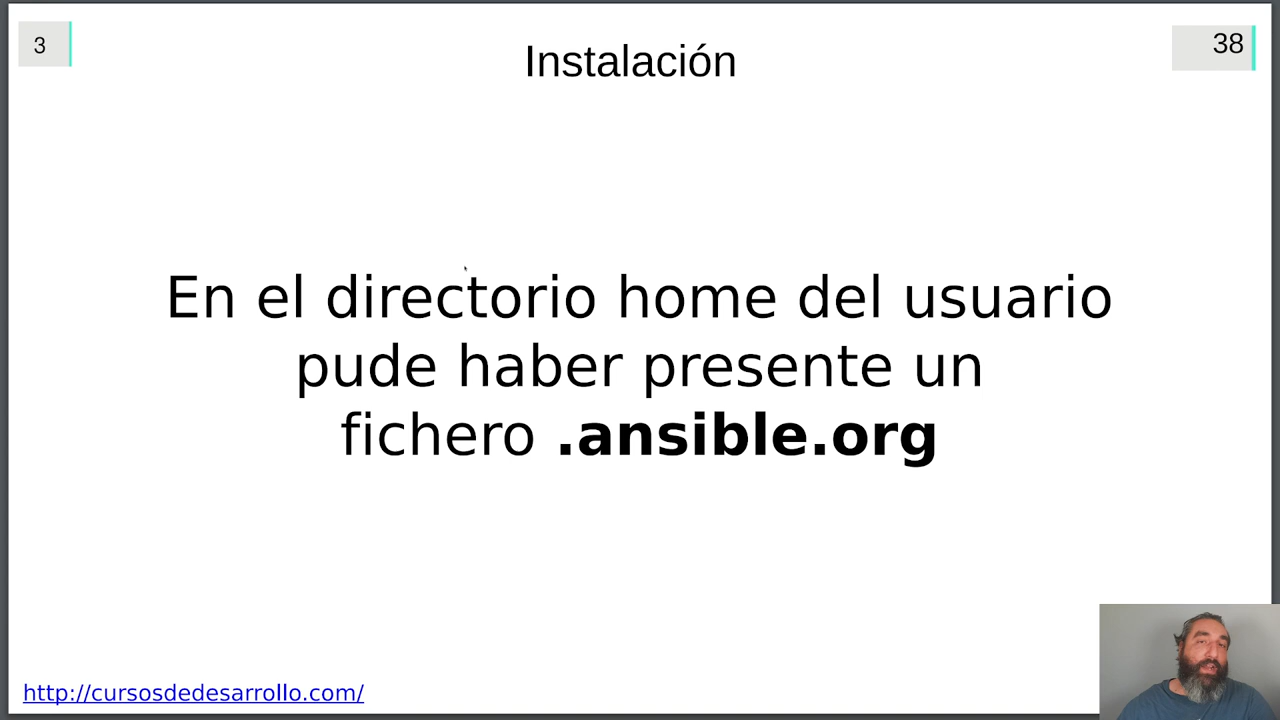 3
Instalación
38
En el directorio home del usuario
pude haber presente un
fichero .ansible.org
http://cursosdedesarrollo.com/